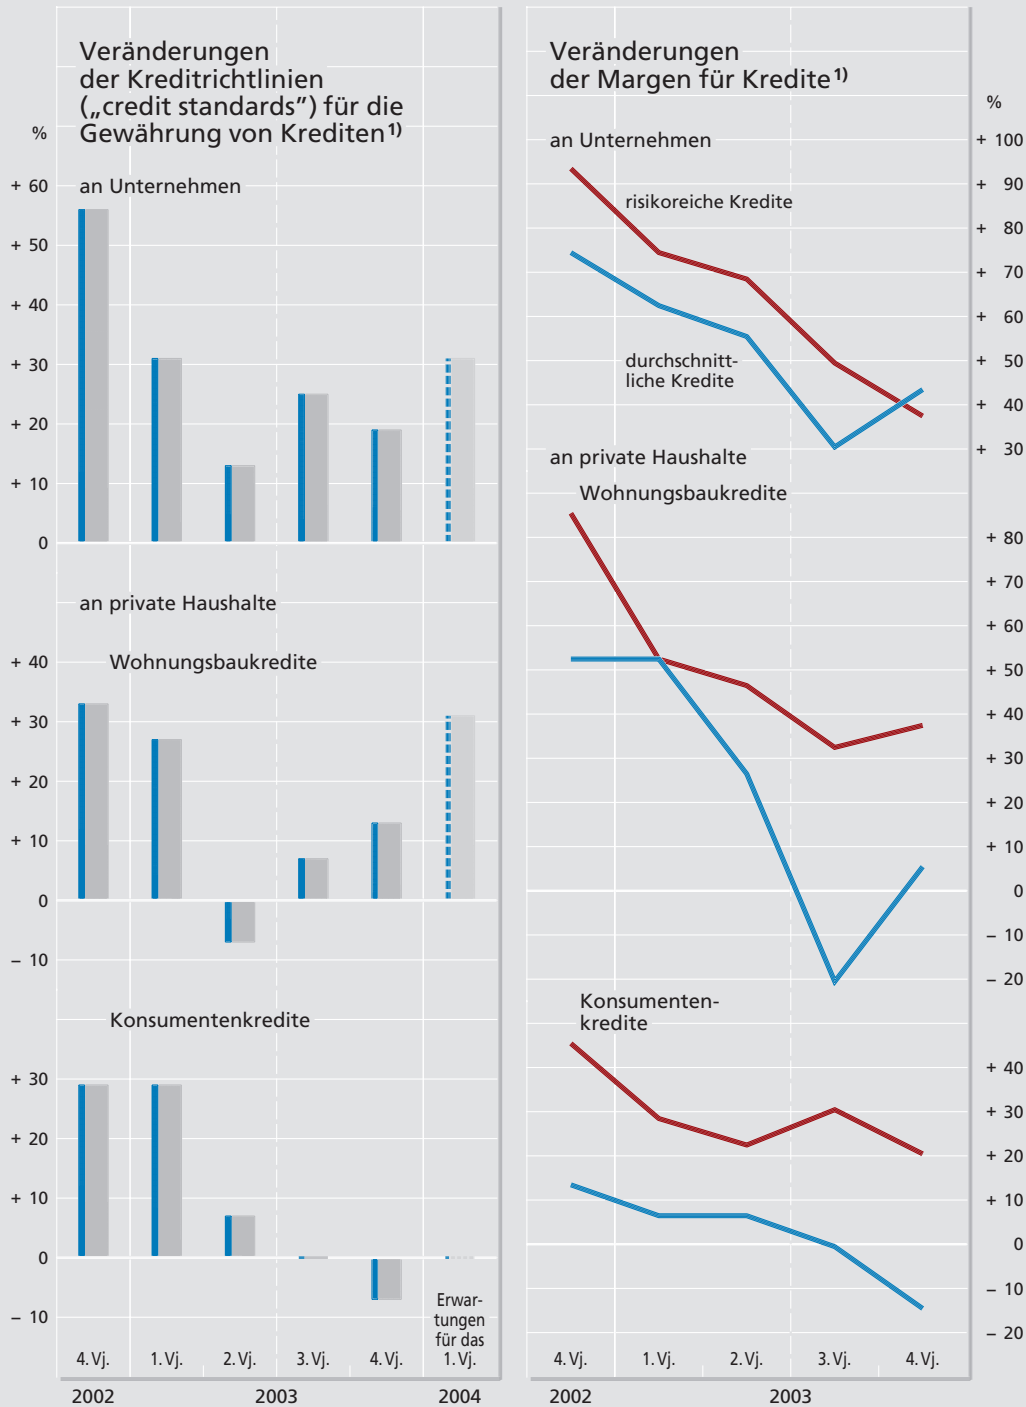 Veränderungen
der Kreditrichtlinien
(„credit standards”) für die
Gewährung von Krediten¹⁾
%
an Unternehmen
+ 60
+ 50
+ 40
+ 30
+ 20
+ 10
0
an private Haushalte
Wohnungsbaukredite
+ 40
+ 30
+ 20
+ 10
0
– 10
Konsumentenkredite
+ 30
+ 20
+ 10
0
– 10
Erwar-
tungen
für das
4. Vj. 1. Vj. 2. Vj. 3. Vj. 4. Vj. 1. Vj.
2002 2003 2004
Veränderungen
der Margen für Kredite¹⁾
%
an Unternehmen
+ 100
+ 90
risikoreiche Kredite
+ 80
+ 70
+ 60
+ 50
durchschnitt-
liche Kredite
+ 40
+ 30
an private Haushalte
Wohnungsbaukredite
+ 80
+ 70
+ 60
+ 50
+ 40
+ 30
+ 20
+ 10
0
– 10
– 20
Konsumenten-
kredite
+ 40
+ 30
+ 20
+ 10
0
– 10
– 20
4. Vj. 1. Vj. 2. Vj. 3. Vj. 4. Vj.
2002 2003